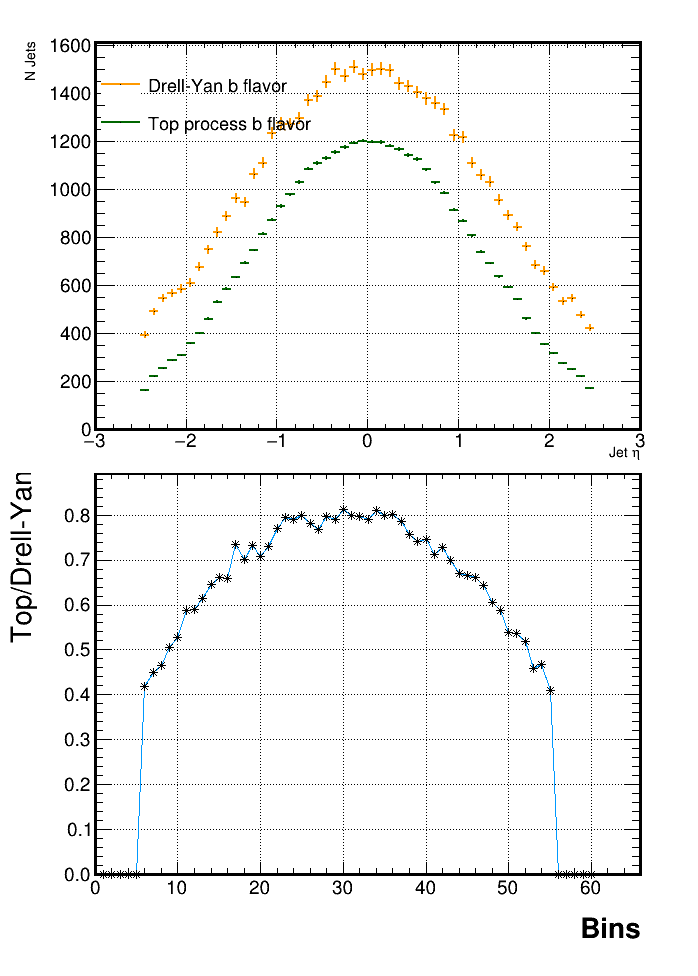 N Jets
1600
1400
1200
1000
800
600
400
200
0
Drell-Yan b flavor
Top process b flavor
−3 −2 −1 0 1 2 3
Jet η
Top/Drell-Yan
0.8
0.7
0.6
0.5
0.4
0.3
0.2
0.1
0.0
0 10 20 30 40 50 60
Bins